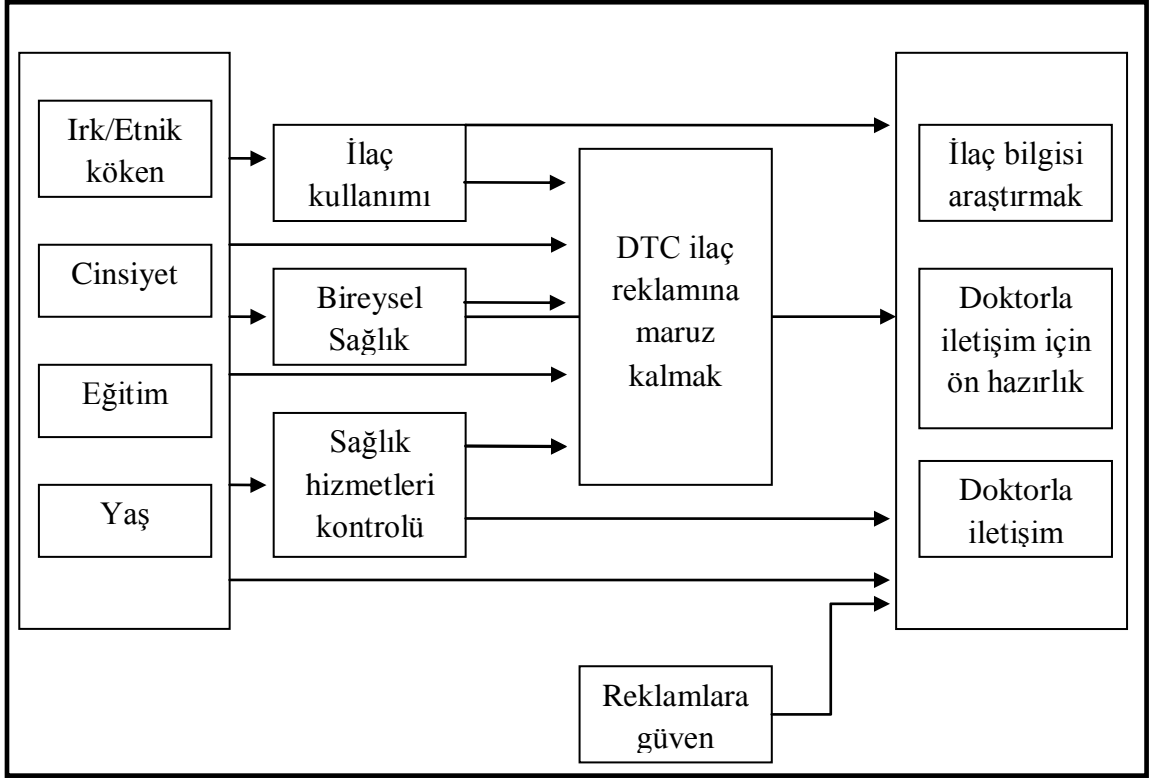 Irk/Etnik
köken
Cinsiyet
Eğitim
Yaş
İlaç
kullanımı
Bireysel
Sağlık
Sağlık
hizmetleri
kontrolü
DTC ilaç
reklamına
maruz
kalmak
Reklamlara
güven
İlaç bilgisi
araştırmak
Doktorla
iletişim için
ön hazırlık
Doktorla
iletişim